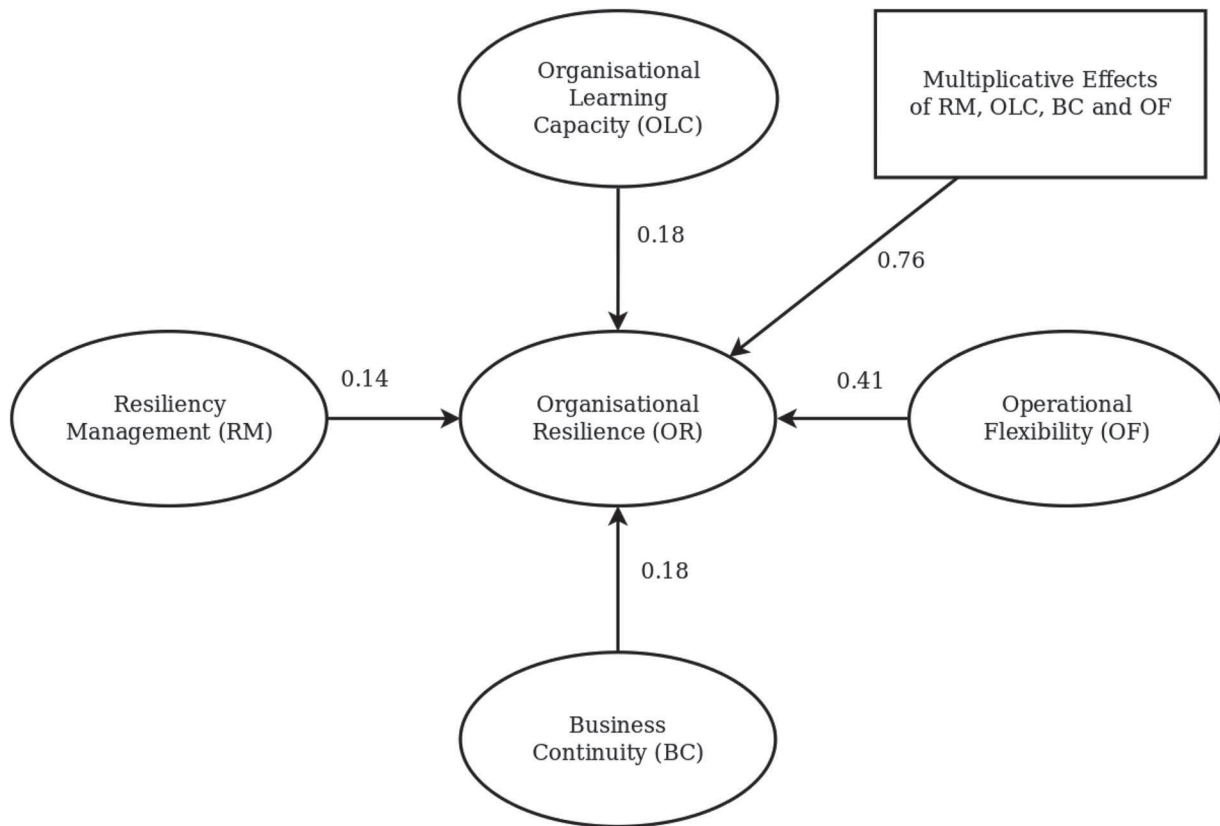 Organisational
Learning
Capacity (OLC)
Multiplicative Effects
of RM, OLC, BC and OF
0.18
0.76
Resiliency
Management (RM)
0.14
Organisational
Resilience (OR)
0.41
Operational
Flexibility (OF)
0.18
Business
Continuity (BC)